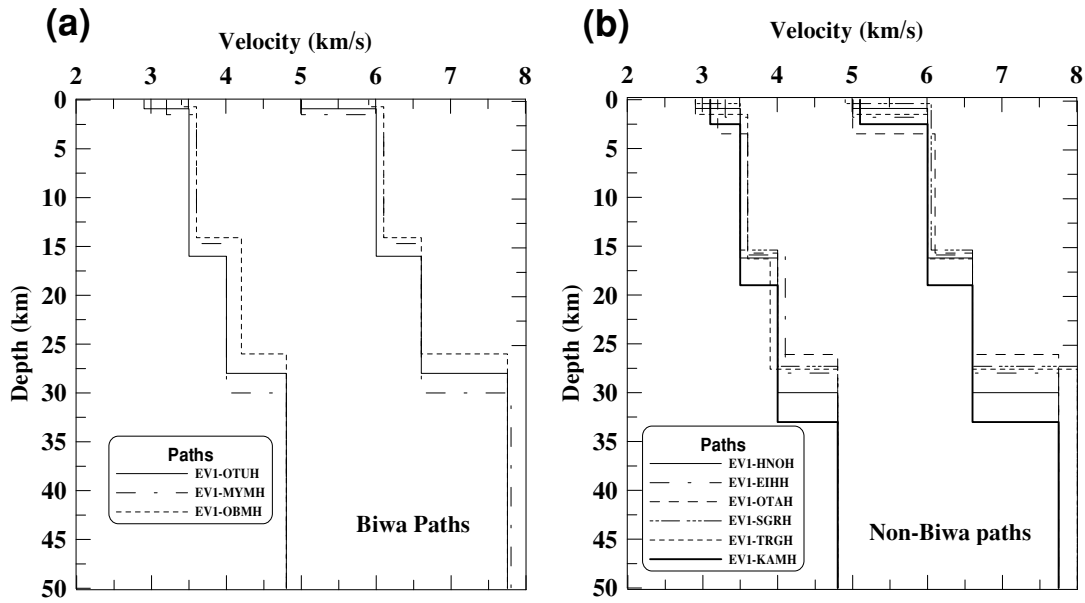 (a)
Velocity (km/s)
2 3 4 5 6 7 8
0
5
10
15
20
25
30
35
40
45
50
Depth (km)
Paths
EV1-OTUH
EV1-MYMH
EV1-OBMH
Biwa Paths
(b)
Velocity (km/s)
2 3 4 5 6 7 8
0
5
10
15
20
25
30
35
40
45
50
Depth (km)
Paths
EV1-HNOH
EV1-EIHH
EV1-OTAH
EV1-SGRH
EV1-TRGH
EV1-KAMH
Non-Biwa paths